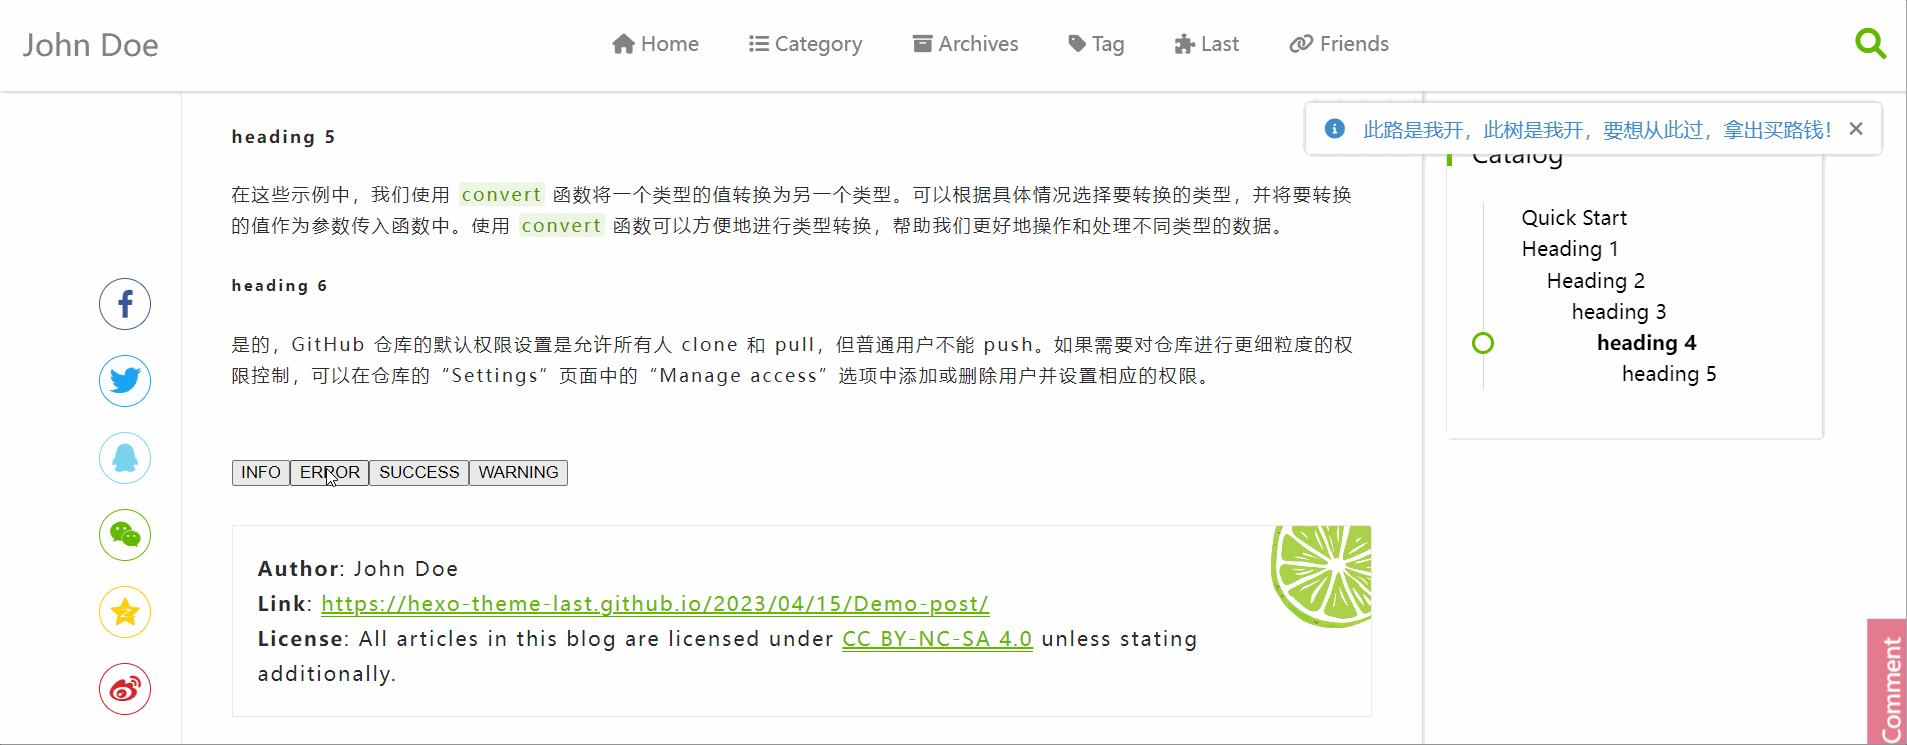 John Doe
Home
Category
Archives
Tag
Last
Friends
此路是我开，此树是我开，要想从此过，拿出买路钱！
heading 5
在这些示例中，我们使用 convert 函数将一个类型的值转换为另一个类型。可以根据具体情况选择要转换的类型，并将要转换
的值作为参数传入函数中。使用 convert 函数可以方便地进行类型转换，帮助我们更好地操作和处理不同类型的数据。
heading 6
是的，GitHub 仓库的默认权限设置是允许所有人 clone 和 pull，但普通用户不能 push。如果需要对仓库进行更细粒度的权
限控制，可以在仓库的“Settings”页面中的“Manage access”选项中添加或删除用户并设置相应的权限。
INFO
ERROR
SUCCESS
WARNING
Author: John Doe
Link: https://hexo-theme-last.github.io/2023/04/15/Demo-post/
License: All articles in this blog are licensed under CC BY-NC-SA 4.0 unless stating
additionally.
Catalog
Quick Start
Heading 1
Heading 2
heading 3
heading 4
heading 5
Comment